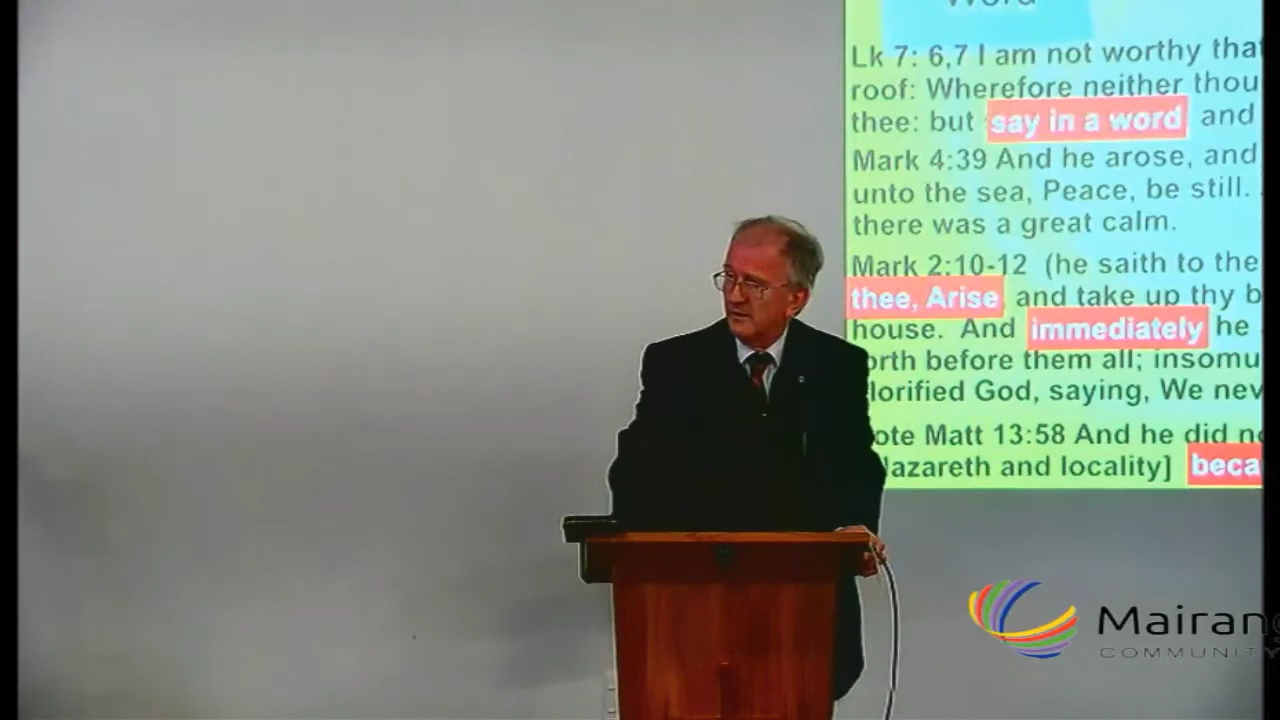 Word
Lk 7: 6,7 I am not worthy that
roof: Wherefore neither thou
thee: but say in a word and
Mark 4:39 And he arose, and
unto the sea, Peace, be still.
there was a great calm.
Mark 2:10-12 (he saith to the
thee, Arise and take up thy b
house. And immediately he
orth before them all; insomu
lorified God, saying, We nev
ote Matt 13:58 And he did no
azareth and locality] beca
Mairang
COMMUNITY